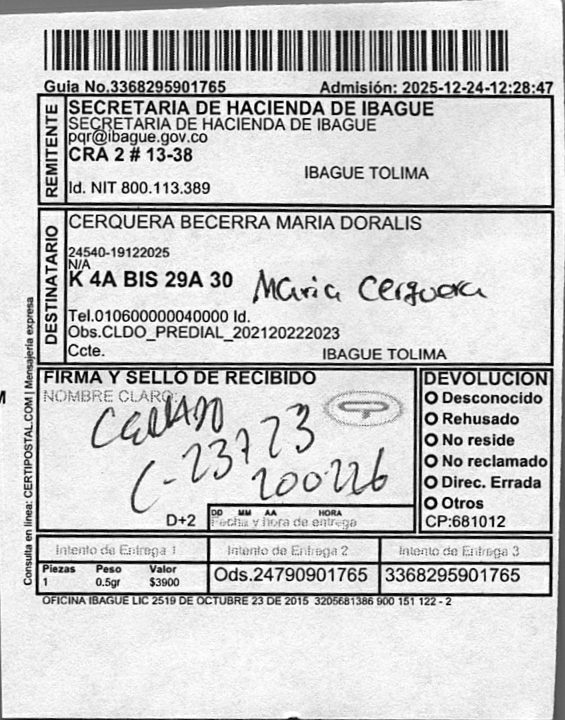 Guia No.3368295901765 Admisión: 2025-12-24-12:28:47
REMITENTE
SECRETARIA DE HACIENDA DE IBAGUE
SECRETARIA DE HACIENDA DE IBAGUE
pqr@ibague.gov.co
CRA 2 # 13-38
IBAGUE TOLIMA
Id. NIT 800.113.389
DESTINATARIO
CERQUERA BECERRA MARIA DORALIS
24540-19122025
N/A
K 4A BIS 29A 30 Maria Cerquera
Tel.010600000040000 Id.
Obs.CLDO_PREDIAL_202120222023
Ccte. IBAGUE TOLIMA
Consulta en línea: CERTIPOSTAL.COM | Mensajería expresa
FIRMA Y SELLO DE RECIBIDO
NOMBRE CLARO:
CERRADO
C-23723
200226
D+2
DD MM AA HORA
Fecha y hora de entrega
DEVOLUCION
Desconocido
Rehusado
No reside
No reclamado
Direc. Errada
Otros
CP:681012
Intento de Entrega 1 Intento de Entrega 2 Intento de Entrega 3
Piezas Peso Valor
1 0.5gr $3900
Ods.24790901765 3368295901765
OFICINA IBAGUE LIC 2519 DE OCTUBRE 23 DE 2015 3205681386 900 151 122 - 2